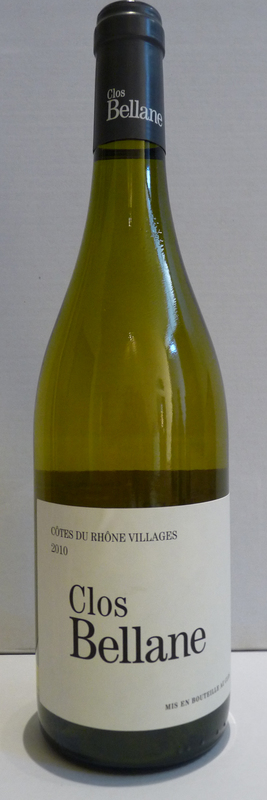 Clos
Bellane
CÔTES DU RHÔNE VILLAGES
2010
Clos
Bellane
MIS EN BOUTEILLE